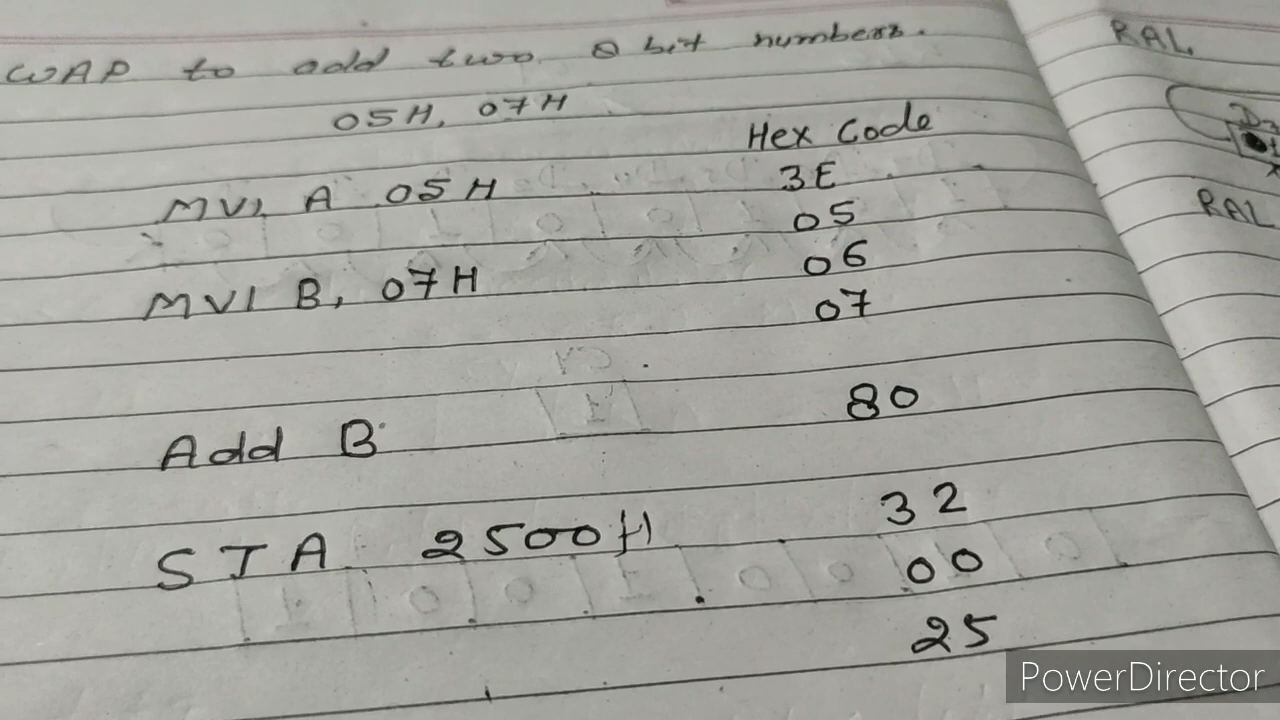 WAP to add two 8 bit numbers.
05H, 07H
Hex Code
MVI A 05H 3E
05
MVI B, 07H 06
07
Add B 80
STA 2500H 32
00
25
RAL
D7
RAL
PowerDirector